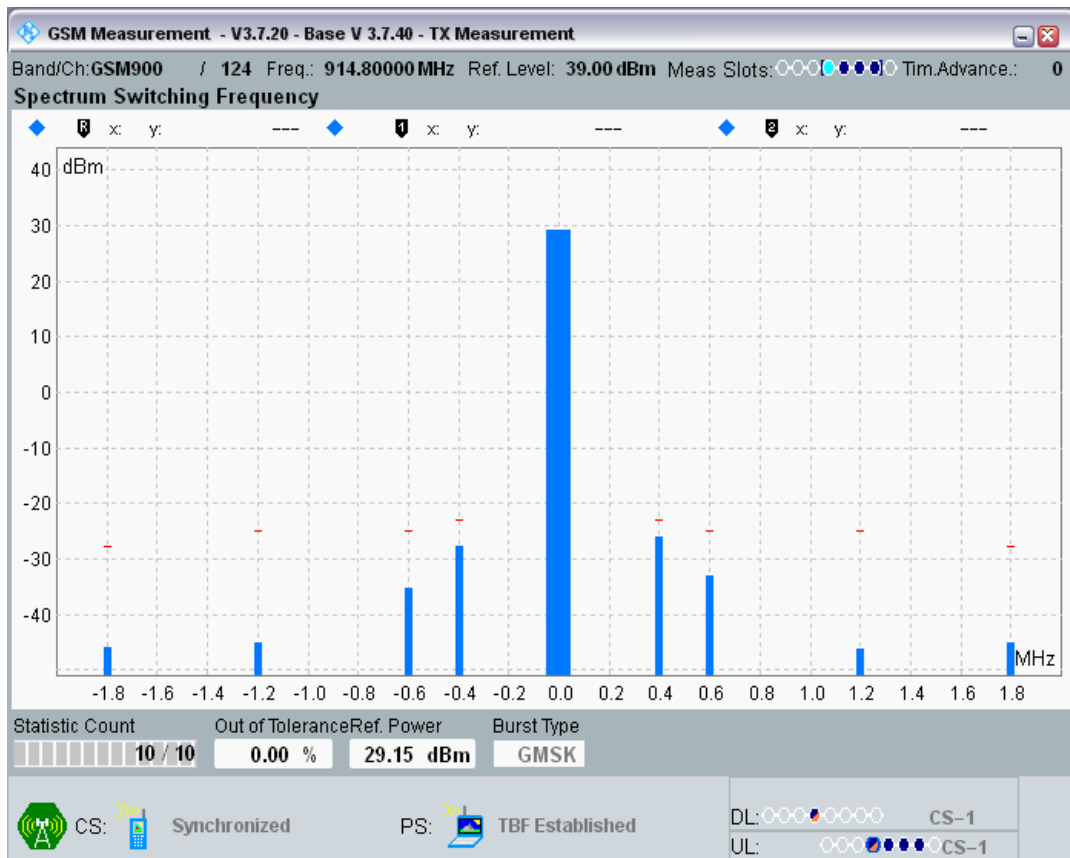 GSM Measurement - V3.7.20 - Base V 3.7.40 - TX Measurement
Band/Ch:GSM900 / 124 Freq.: 914.80000 MHz Ref. Level: 39.00 dBm Meas Slots: Tim.Advance.: 0
Spectrum Switching Frequency
R x: y: --- 1 x: y: --- 2 x: y: ---
dBm
40
30
20
10
0
-10
-20
-30
-40
MHz
-1.8 -1.6 -1.4 -1.2 -1.0 -0.8 -0.6 -0.4 -0.2 0.0 0.2 0.4 0.6 0.8 1.0 1.2 1.4 1.6 1.8
Statistic Count Out of Tolerance Ref. Power Burst Type
10 / 10 0.00 % 29.15 dBm GMSK
CS: Synchronized PS: TBF Established
DL: CS-1
UL: CS-1